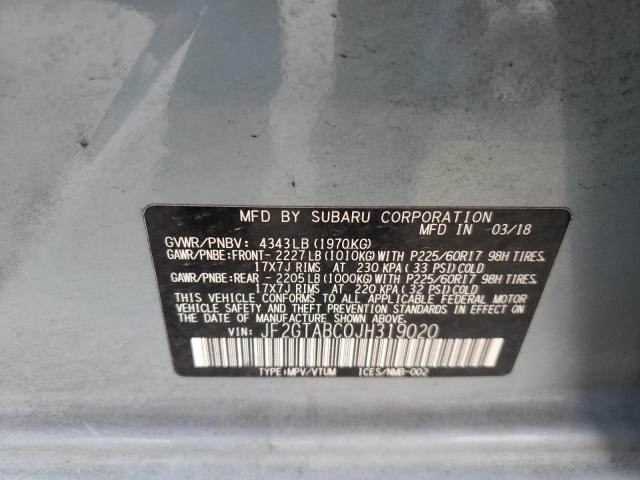 MFD BY SUBARU CORPORATION
MFD IN 03/18
GVWR/PNBV: 4343LB (1970KG)
GAWR/PNBE:FRONT- 2227LB(1010KG)WITH P225/60R17 98H TIRES,
17X7J RIMS AT 230 KPA(33 PSI)COLD
GAWR/PNBE:REAR - 2205LB(1000KG)WITH P225/60R17 98H TIRES,
17X7J RIMS AT 220 KPA(32 PSI)COLD
THIS VEHICLE CONFORMS TO ALL APPLICABLE FEDERAL MOTOR
VEHICLE SAFETY, BUMPER, AND THEFT PREVENTION STANDARDS IN EFFECT
ON THE DATE OF MANUFACTURE SHOWN ABOVE.
VIN: JF2GTABC0JH319020
TYPE:MPV/VTUM ICES/NMB-002